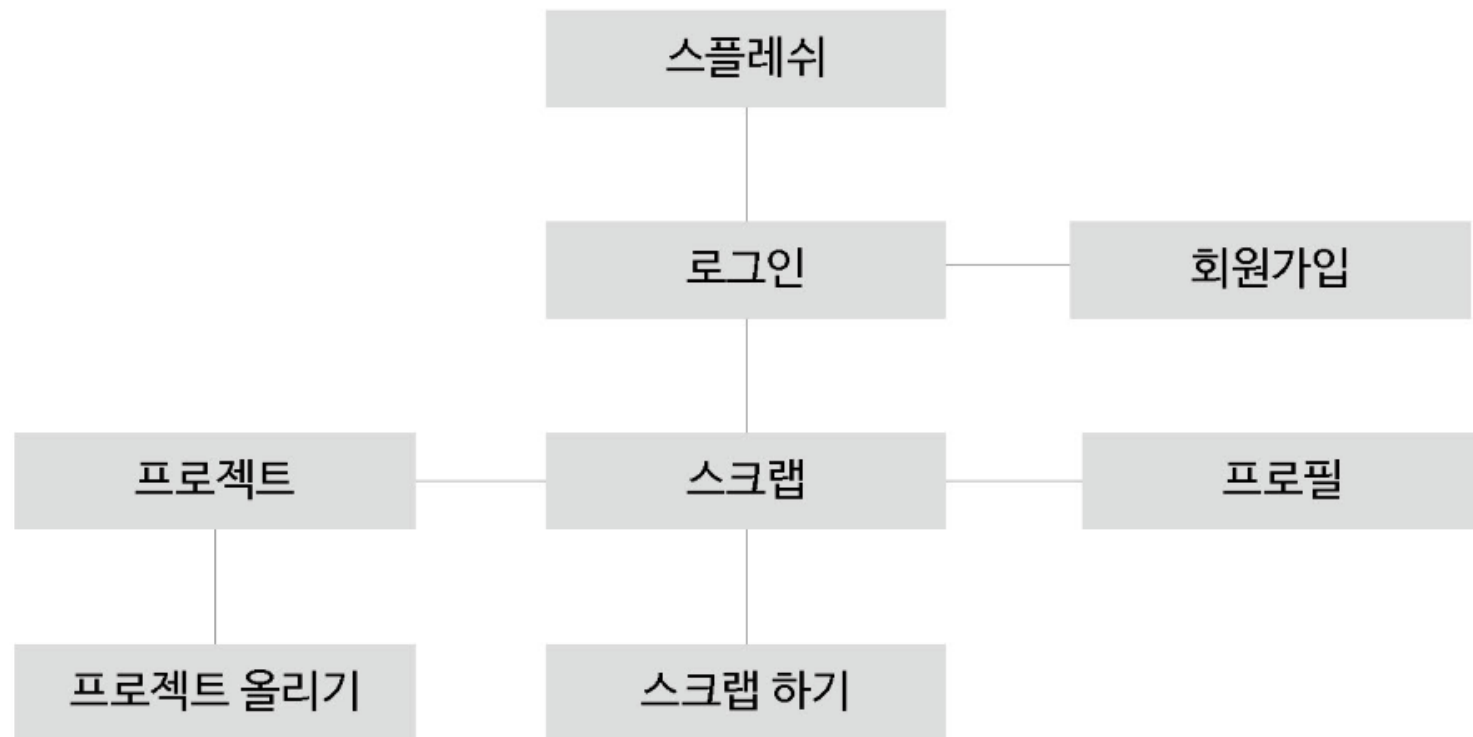 스플레쉬
로그인
회원가입
프로젝트
스크랩
프로필
프로젝트 올리기
스크랩 하기